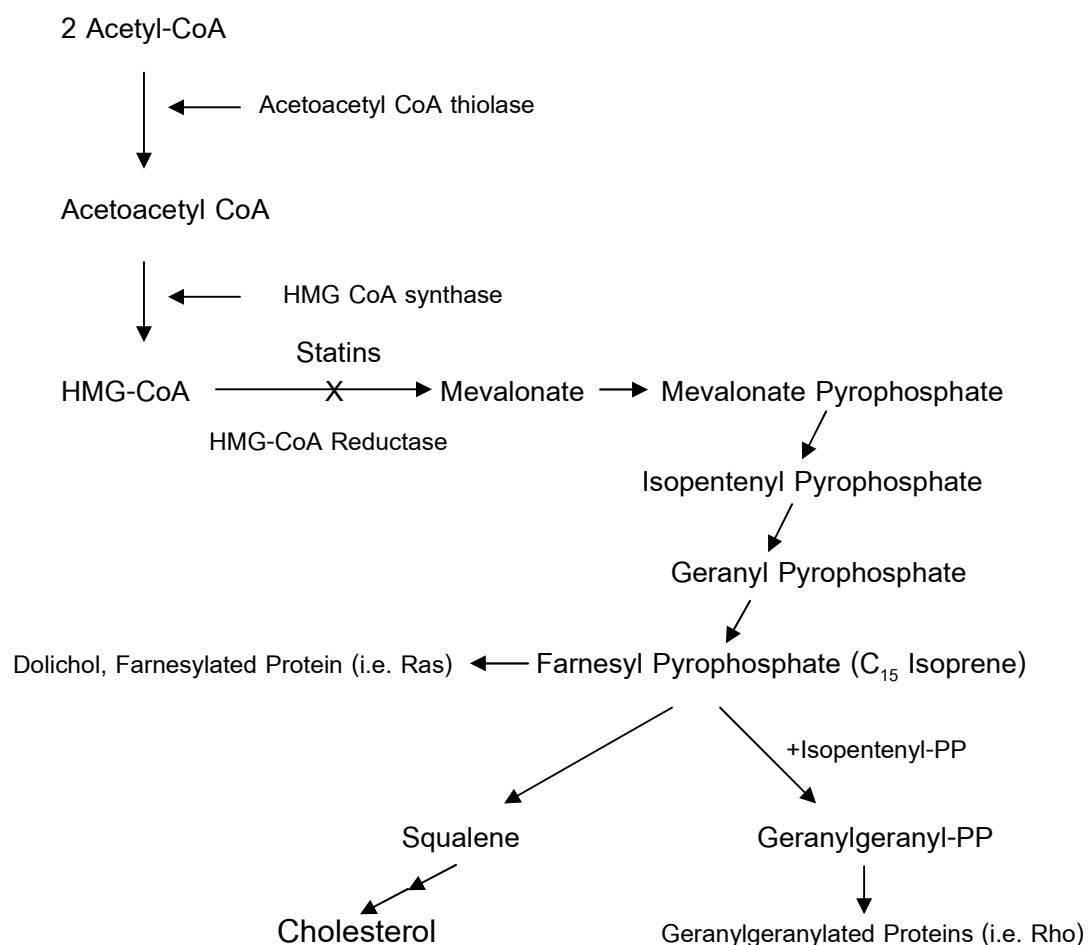 2 Acetyl-CoA
Acetoacetyl CoA thiolase
Acetoacetyl CoA
HMG CoA synthase
Statins
HMG-CoA
X
Mevalonate
Mevalonate Pyrophosphate
HMG-CoA Reductase
Isopentenyl Pyrophosphate
Geranyl Pyrophosphate
Dolichol, Farnesylated Protein (i.e. Ras)
Farnesyl Pyrophosphate (C₁₅ Isoprene)
+Isopentenyl-PP
Squalene
Geranylgeranyl-PP
Cholesterol
Geranylgeranylated Proteins (i.e. Rho)